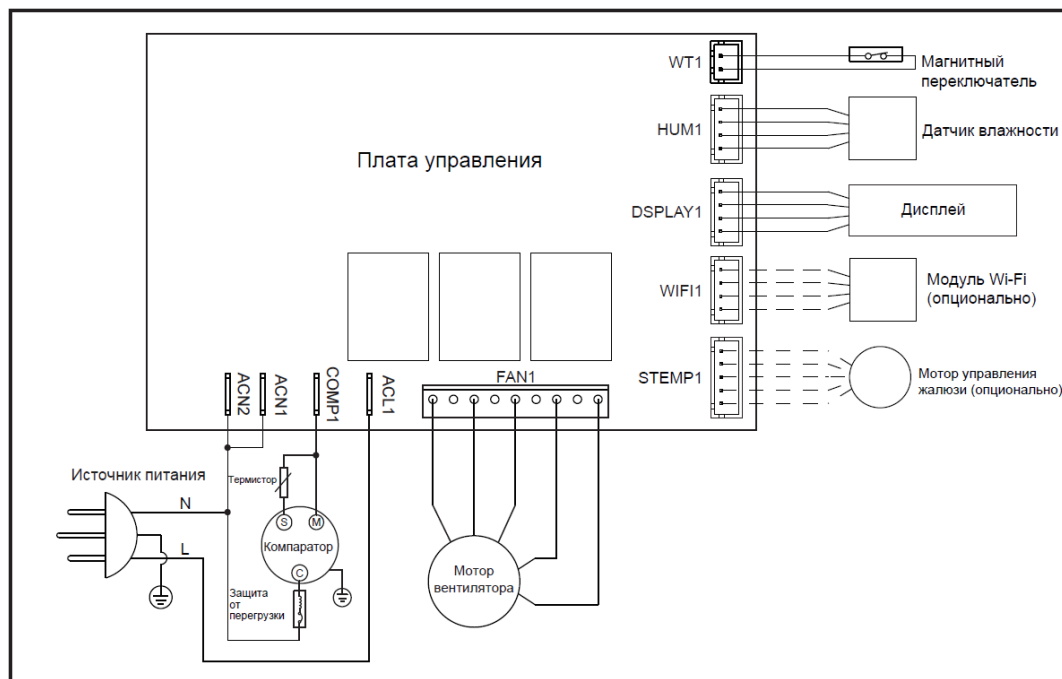 WT1
Магнитный
переключатель
HUM1
Датчик влажности
Плата управления
DSPLAY1
Дисплей
WIFI1
Модуль Wi-Fi
(опционально)
STEMP1
Мотор управления
жалюзи (опционально)
ACN2
ACN1
COMP1
ACL1
FAN1
Источник питания
N
L
Термистор
S
M
Компаратор
C
Защита
от
перегрузки
Мотор
вентилятора